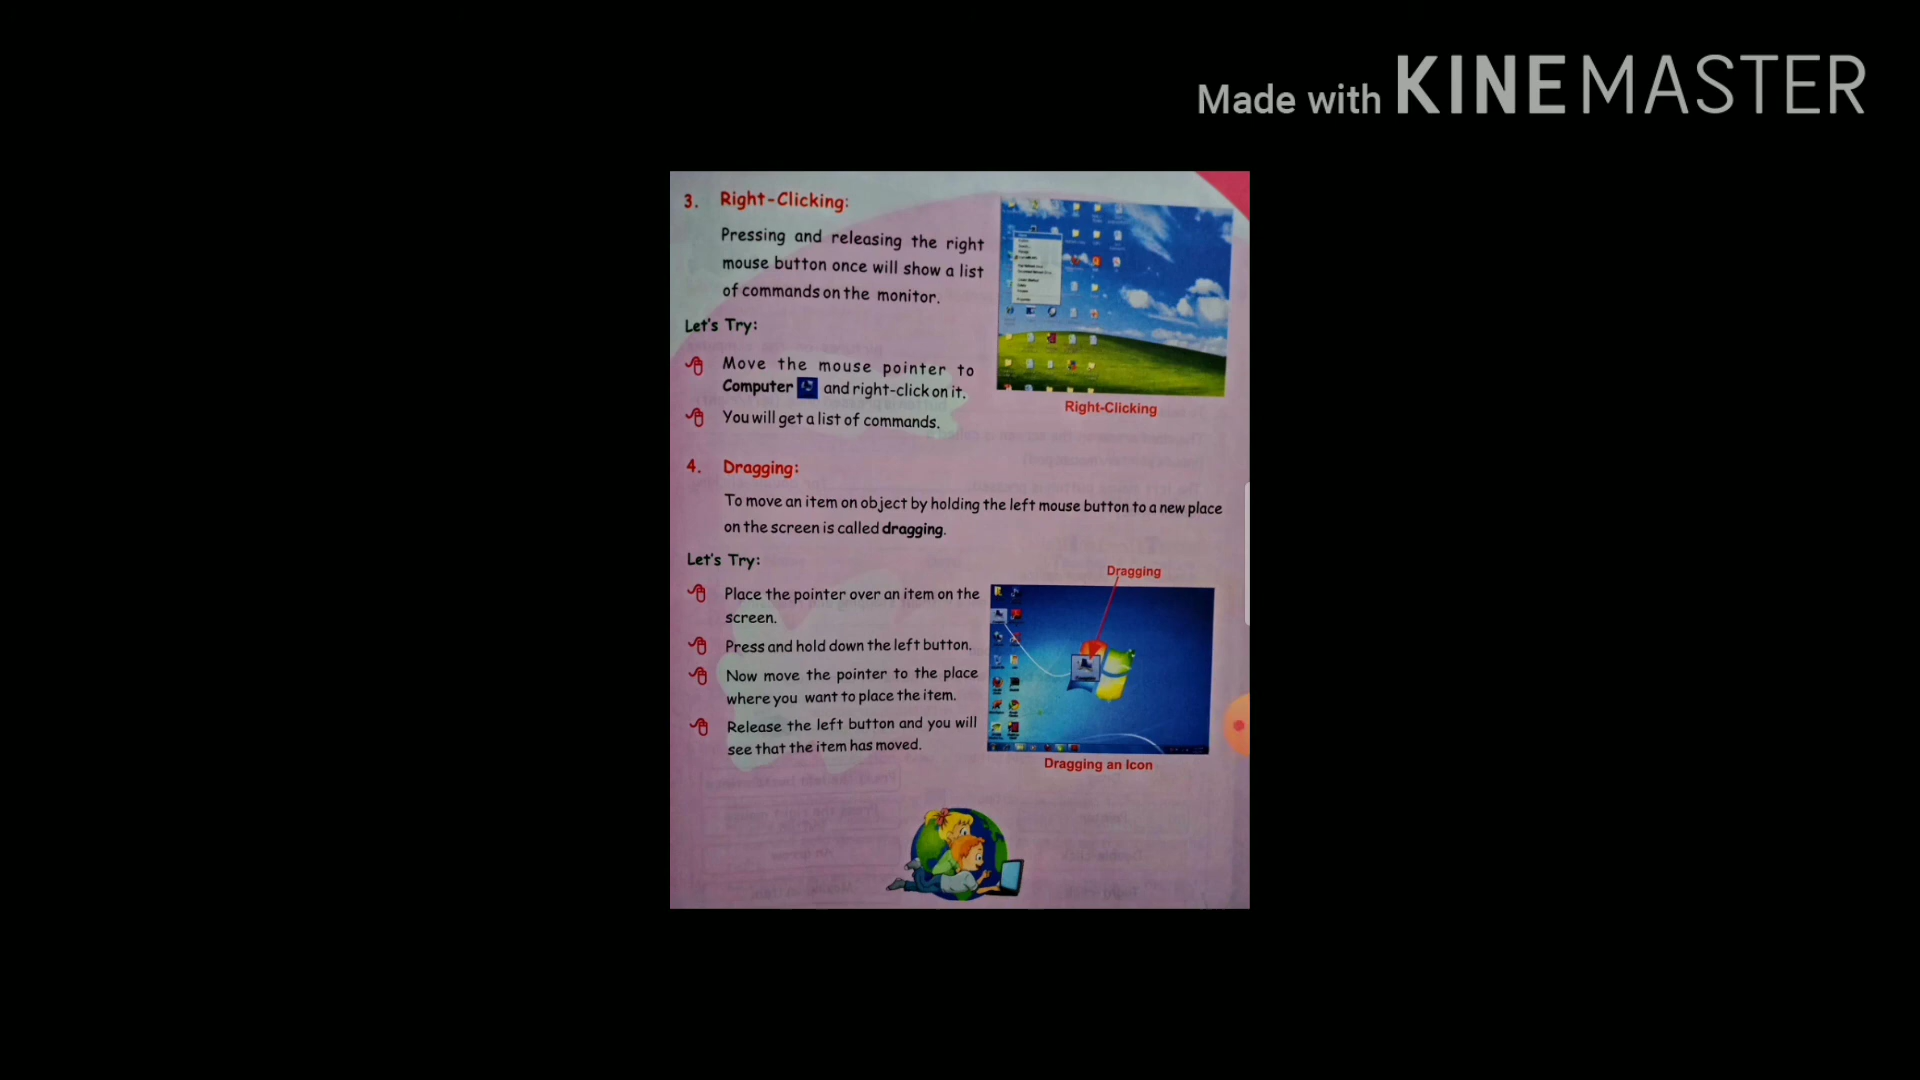 Made with KINEMASTER
3. Right-Clicking:
Pressing and releasing the right
mouse button once will show a list
of commands on the monitor.
Let's Try:
Move the mouse pointer to
Computer and right-click on it.
You will get a list of commands.
Right-Clicking
4. Dragging:
To move an item on object by holding the left mouse button to a new place
on the screen is called dragging.
Let's Try:
Dragging
Place the pointer over an item on the
screen.
Press and hold down the left button.
Now move the pointer to the place
where you want to place the item.
Release the left button and you will
see that the item has moved.
Dragging an Icon